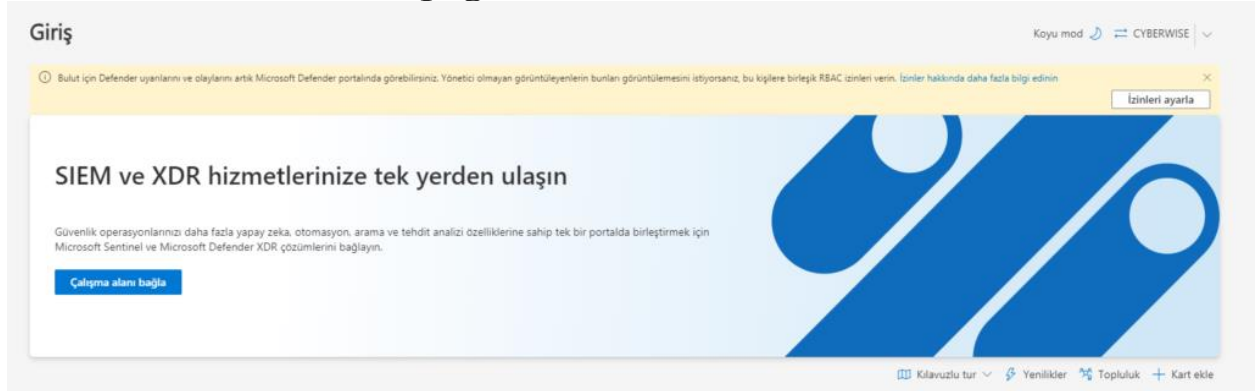 Giriş
Koyu mod CYBERWISE
Bulut için Defender uyarılarını ve olaylarını artık Microsoft Defender portalında görebilirsiniz. Yönetici olmayan görüntüleyenlerin bunları görüntülemesini istiyorsanız, bu kişilere birleşik RBAC izinleri verin. İzinler hakkında daha fazla bilgi edinin
İzinleri ayarla
SIEM ve XDR hizmetlerinize tek yerden ulaşın
Güvenlik operasyonlarınızı daha fazla yapay zeka, otomasyon, arama ve tehdit analizi özelliklerine sahip tek bir portalda birleştirmek için
Microsoft Sentinel ve Microsoft Defender XDR çözümlerini bağlayın.
Çalışma alanı bağla
Kılavuzlu tur Yenilikler Topluluk Kart ekle